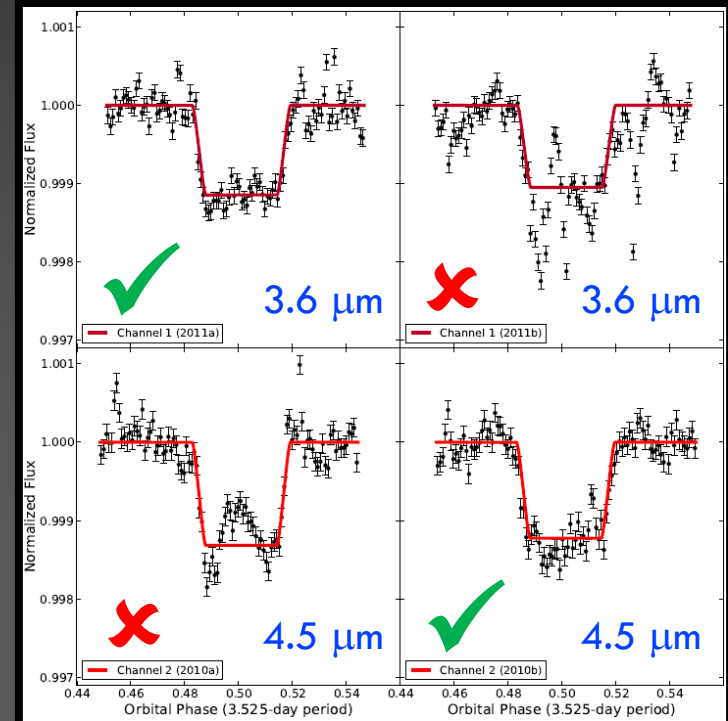 1.001
1.0000
0.999
0.998
0.997
Normalized Flux
3.6 μm
Channel 1 (2011a)
3.6 μm
Channel 1 (2011b)
1.001
1.0000
0.999
0.998
0.997
Normalized Flux
4.5 μm
Channel 2 (2010a)
4.5 μm
Channel 2 (2010b)
0.44 0.46 0.48 0.50 0.52 0.54
0.44 0.46 0.48 0.50 0.52 0.54
Orbital Phase (3.525-day period)
Orbital Phase (3.525-day period)